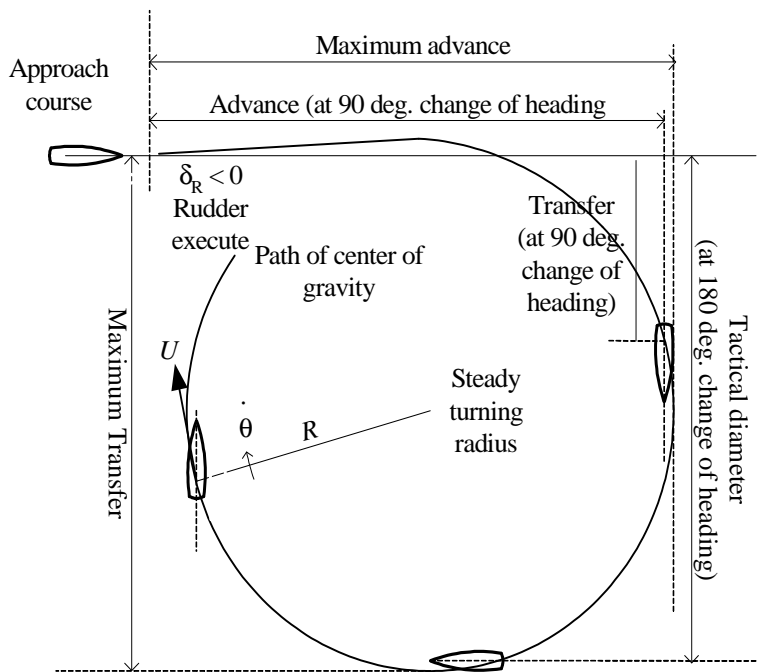 Maximum advance
Approach
course
Advance (at 90 deg. change of heading
δR < 0
Rudder
execute
Transfer
(at 90 deg.
change of
heading)
Path of center of
gravity
Maximum Transfer
Tactical diameter
(at 180 deg. change of heading)
U
Steady
turning
radius
θ̇
R